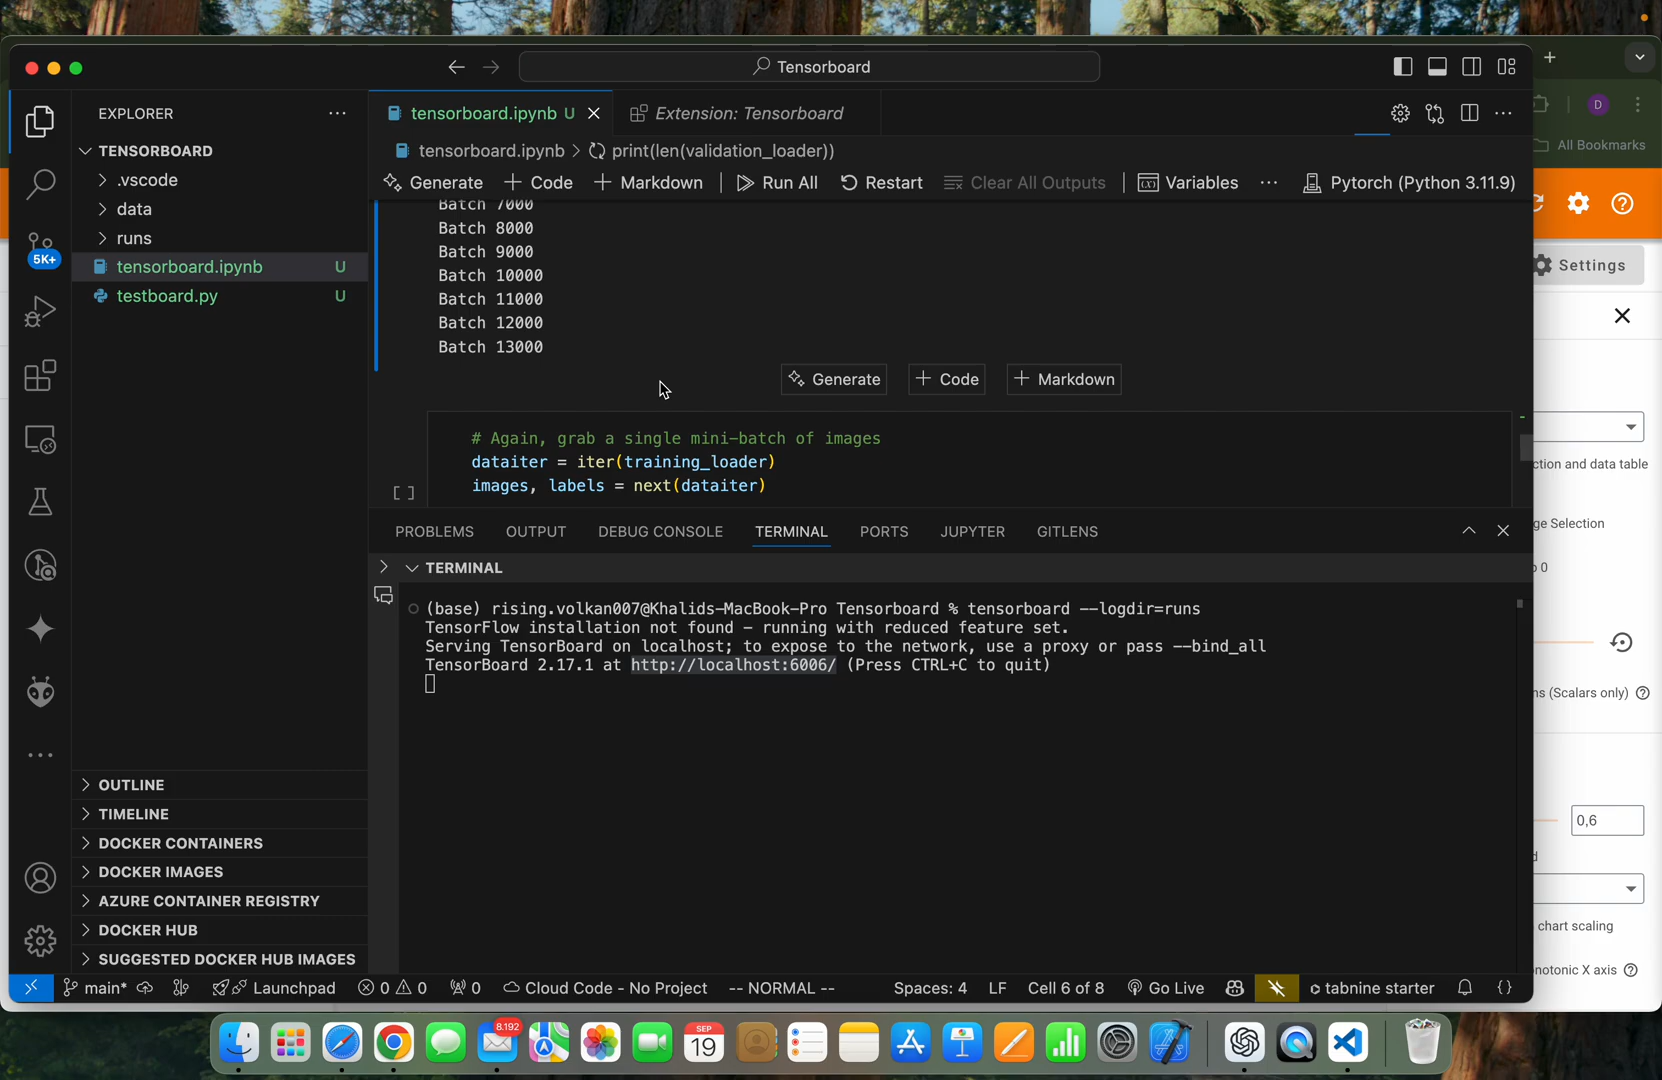 Tensorboard
EXPLORER
TENSORBOARD
.vscode
data
runs
5K+
tensorboard.ipynb U
testboard.py U
OUTLINE
TIMELINE
DOCKER CONTAINERS
DOCKER IMAGES
AZURE CONTAINER REGISTRY
DOCKER HUB
SUGGESTED DOCKER HUB IMAGES
tensorboard.ipynb U
Extension: Tensorboard
tensorboard.ipynb > print(len(validation_loader))
Generate + Code + Markdown Run All Restart Clear All Outputs Variables ... Pytorch (Python 3.11.9)
Batch 7000
Batch 8000
Batch 9000
Batch 10000
Batch 11000
Batch 12000
Batch 13000
Generate + Code + Markdown
# Again, grab a single mini-batch of images
dataiter = iter(training_loader)
images, labels = next(dataiter)
[ ]
PROBLEMS OUTPUT DEBUG CONSOLE TERMINAL PORTS JUPYTER GITLENS
TERMINAL
(base) rising.volkan007@Khalids-MacBook-Pro Tensorboard % tensorboard --logdir=runs
TensorFlow installation not found - running with reduced feature set.
Serving TensorBoard on localhost; to expose to the network, use a proxy or pass --bind_all
TensorBoard 2.17.1 at http://localhost:6006/ (Press CTRL+C to quit)
main* Launchpad 0 0 0 Cloud Code - No Project -- NORMAL -- Spaces: 4 LF Cell 6 of 8 Go Live tabnine starter {}
D
All Bookmarks
Settings
ction and data table
ge Selection
0
ns (Scalars only)
0,6
d
chart scaling
notonic X axis
8.192
SEP
19